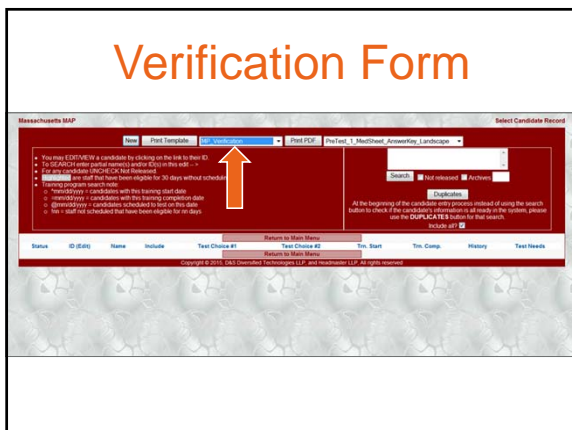 Verification Form
Massachusetts MAP
Select Candidate Record
New Print Template MP_Verification Print PDF PreTest_1_MedSheet_AnswerKey_Landscape
You may EDIT/VIEW a candidate by clicking on the link to their ID.
To SEARCH enter partial name(s) and/or ID(s) in this edit -- >
For any candidate UNCHECK Not Released.
Highlighted are staff that have been eligible for 30 days without scheduling
Training program search note:
^mm/dd/yyyy = candidates with this training start date
=mm/dd/yyyy = candidates with this training completion date
@mm/dd/yyyy = candidates scheduled to test on this date
!nn = staff not scheduled that have been eligible for nn days
Search Not released Archives
Duplicates
At the beginning of the candidate entry process instead of using the search
button to check if the candidate's information is all ready in the system, please
use the DUPLICATES button for that search.
Include all?
Return to Main Menu
Status ID (Edit) Name Include Test Choice #1 Test Choice #2 Trn. Start Trn. Comp. History Test Needs
Return to Main Menu
Copyright © 2015, D&S Diversified Technologies LLP, and Headmaster LLP, All rights reserved